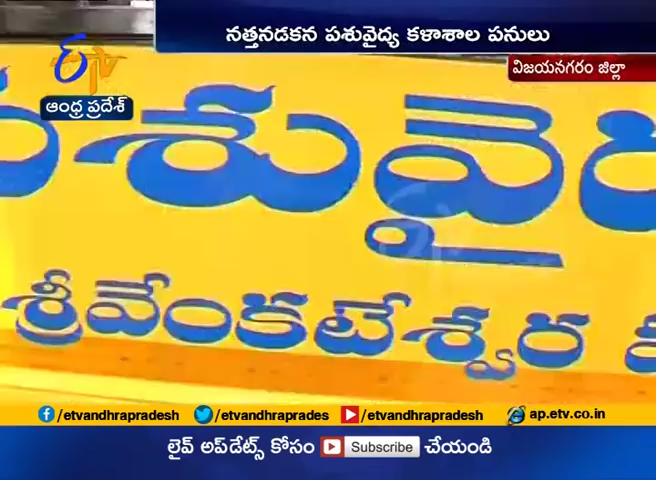 నత్తనడకన పశువైద్య కళాశాల పనులు
విజయనగరం జిల్లా
ETV
ఆంధ్ర ప్రదేశ్
శ్రీవేంకటేశ్వర
/etvandhrapradesh
/etvandhraprades
/etvandhrapradesh
ap.etv.co.in
లైవ్ అప్‌డేట్స్ కోసం Subscribe చేయండి